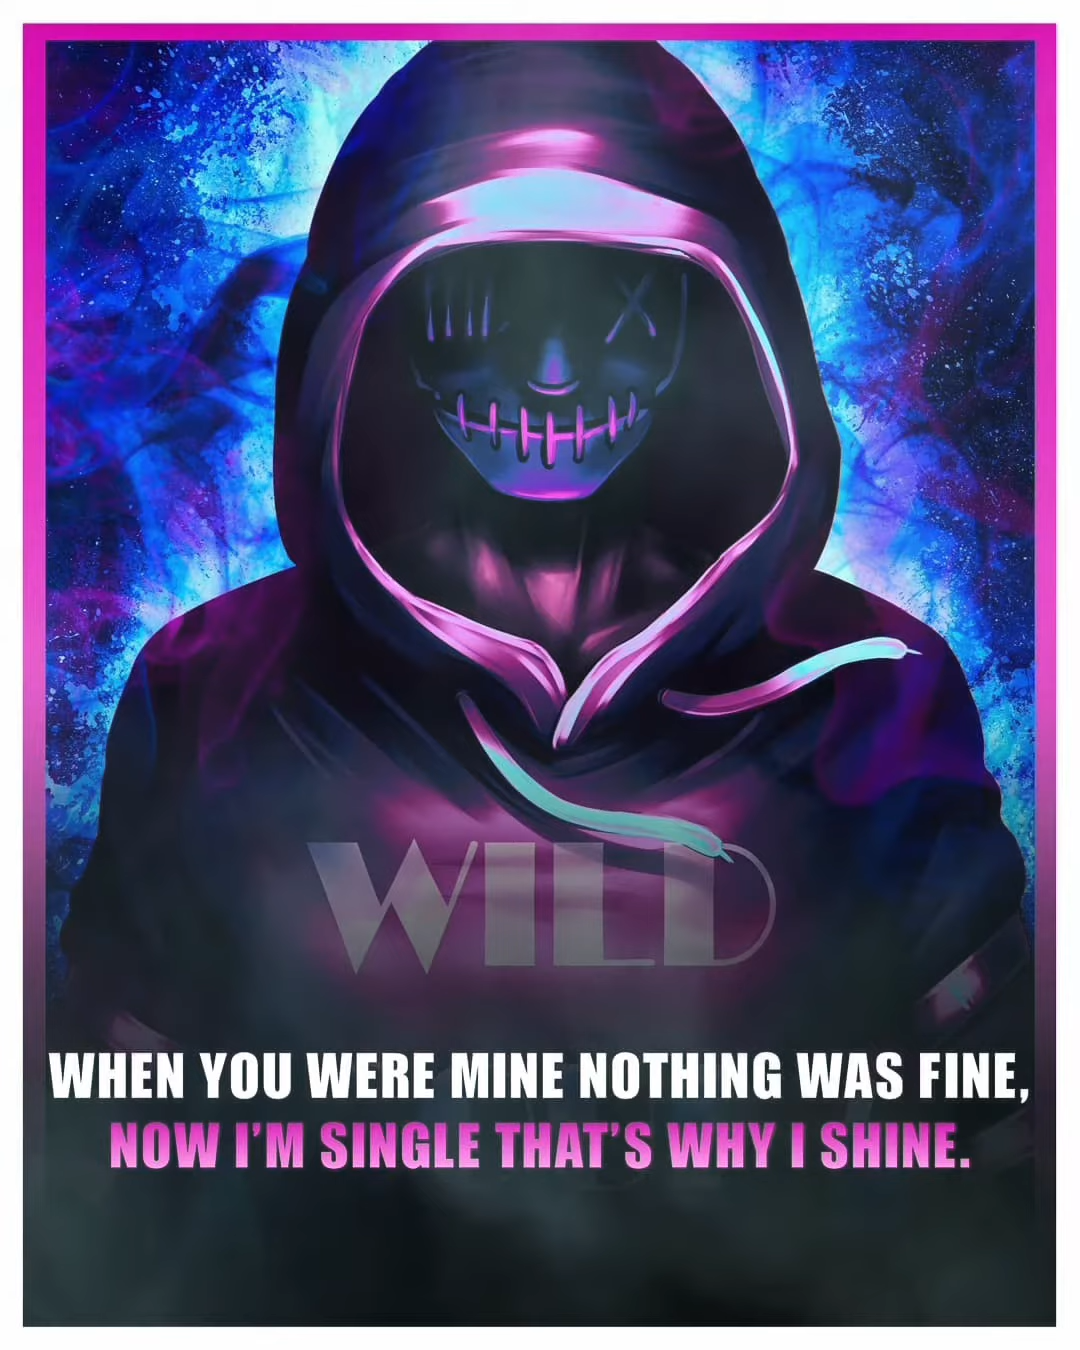 WILD
WHEN YOU WERE MINE NOTHING WAS FINE,
NOW I'M SINGLE THAT'S WHY I SHINE.